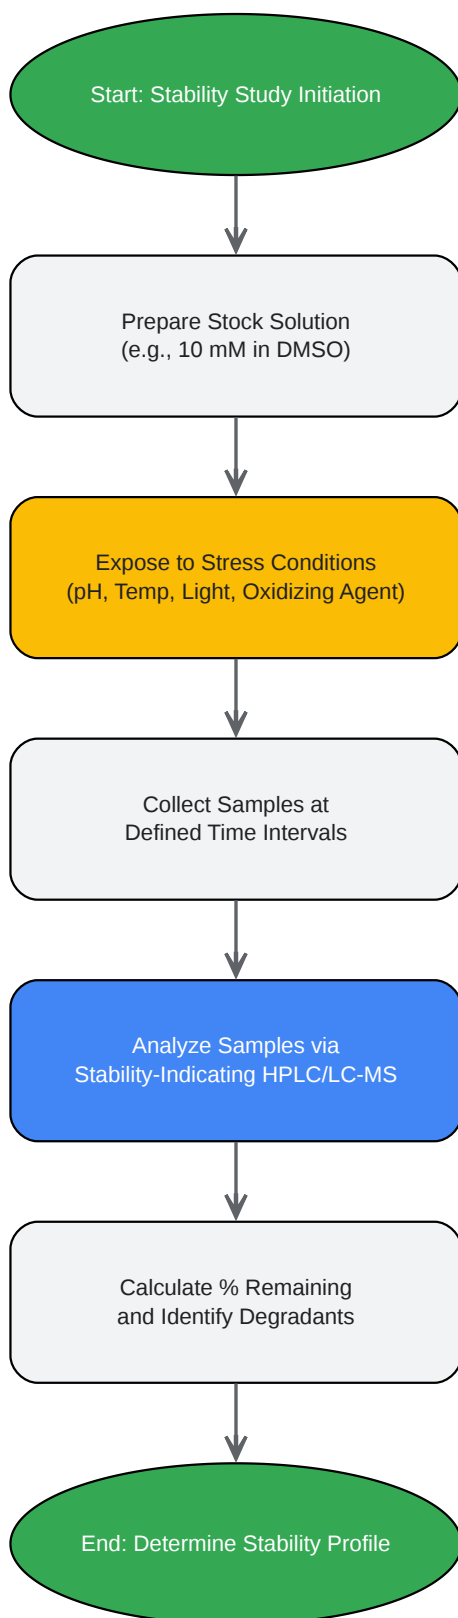 Start: Stability Study Initiation
Prepare Stock Solution
(e.g., 10 mM in DMSO)
Expose to Stress Conditions
(pH, Temp, Light, Oxidizing Agent)
Collect Samples at
Defined Time Intervals
Analyze Samples via
Stability-Indicating HPLC/LC-MS
Calculate % Remaining
and Identify Degradants
End: Determine Stability Profile